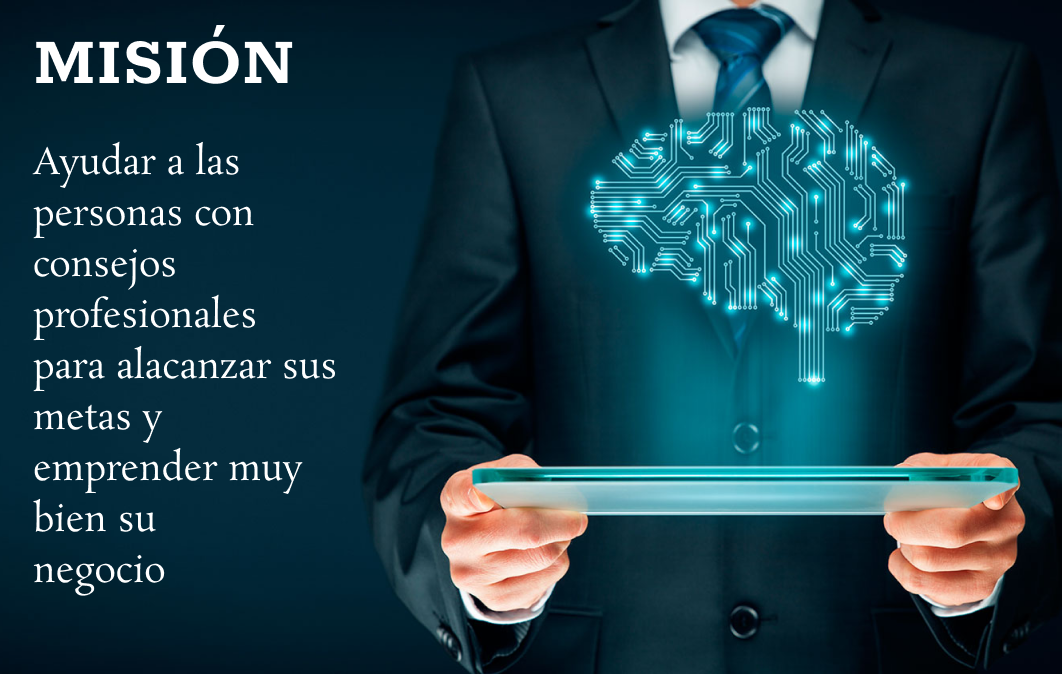 MISIÓN
Ayudar a las
personas con
consejos
profesionales
para alacanzar sus
metas y
emprender muy
bien su
negocio